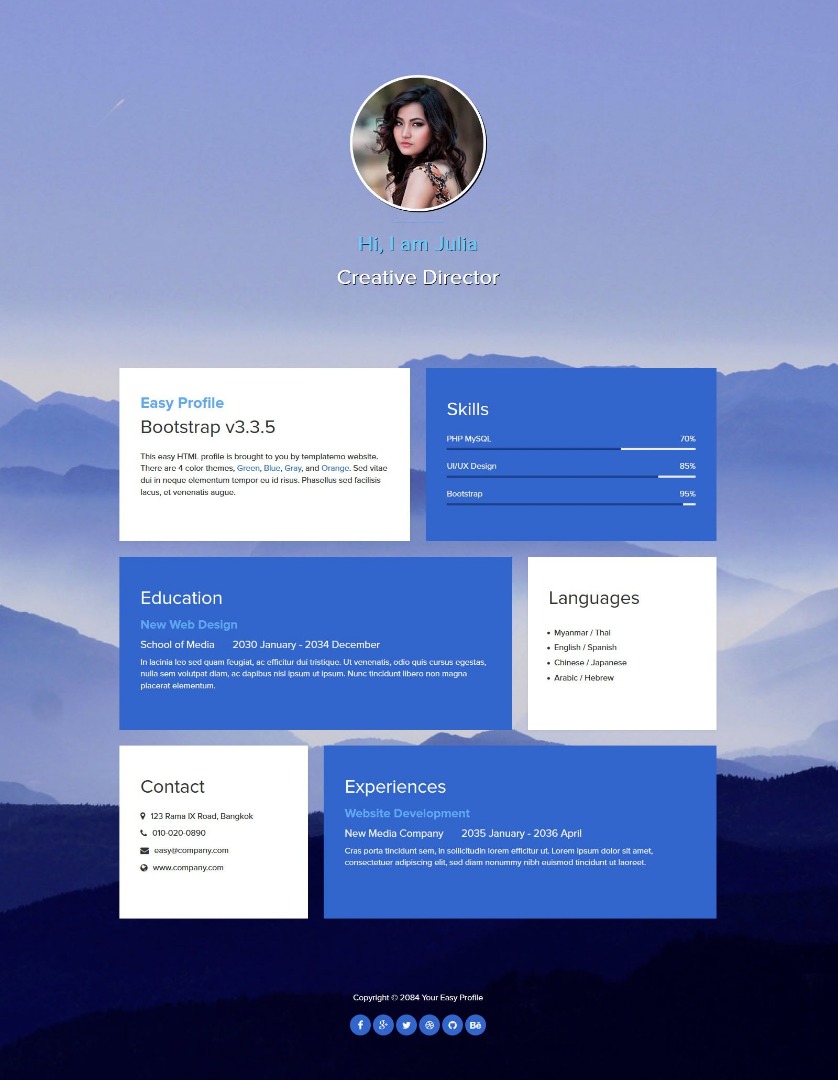 Hi, I am Julia
Creative Director
Easy Profile
Bootstrap v3.3.5
This easy HTML profile is brought to you by templatemo website.
There are 4 color themes, Green, Blue, Gray, and Orange. Sed vitae
dui in neque elementum tempor eu id risus. Phasellus sed facilisis
lacus, et venenatis augue.
Skills
PHP MySQL 70%
UI/UX Design 85%
Bootstrap 95%
Education
New Web Design
School of Media 2030 January - 2034 December
In lacinia leo sed quam feugiat, ac efficitur dui tristique. Ut venenatis, odio quis cursus egestas,
nulla sem volutpat diam, ac dapibus nisl ipsum ut ipsum. Nunc tincidunt libero non magna
placerat elementum.
Languages
• Myanmar / Thai
• English / Spanish
• Chinese / Japanese
• Arabic / Hebrew
Contact
123 Rama IX Road, Bangkok
010-020-0890
easy@company.com
www.company.com
Experiences
Website Development
New Media Company 2035 January - 2036 April
Cras porta tincidunt sem, in sollicitudin lorem efficitur ut. Lorem ipsum dolor sit amet,
consectetuer adipiscing elit, sed diam nonummy nibh euismod tincidunt ut laoreet.
Copyright © 2084 Your Easy Profile